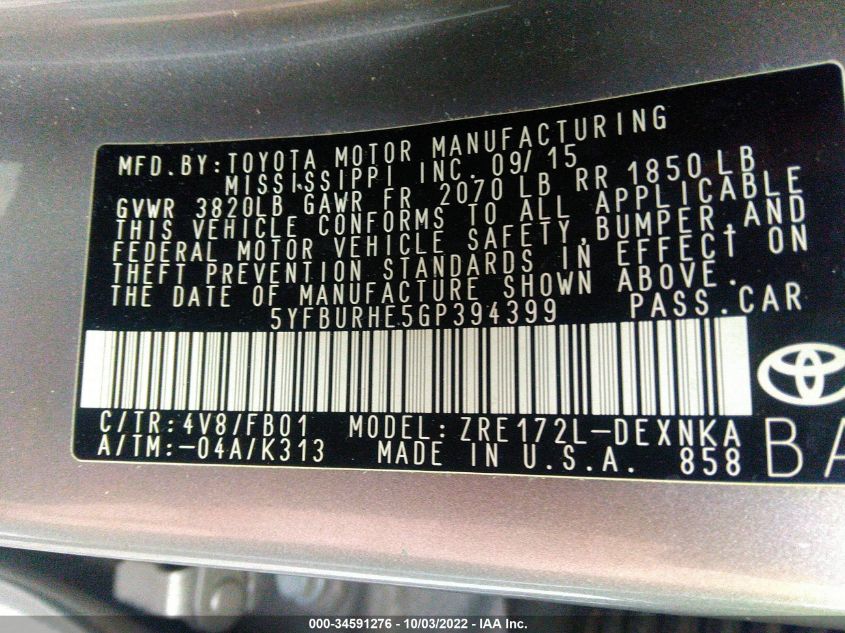 MFD.BY:TOYOTA MOTOR MANUFACTURING
MISSISSIPPI INC. 09/15
GVWR 3820LB GAWR FR 2070 LB RR 1850 LB
THIS VEHICLE CONFORMS TO ALL APPLICABLE
FEDERAL MOTOR VEHICLE SAFETY,BUMPER,AND
THEFT PREVENTION STANDARDS IN EFFECT ON
THE DATE OF MANUFACTURE SHOWN ABOVE.
5YFBURHE5GP394399 PASS.CAR
C/TR:4V8/FB01 MODEL:ZRE172L-DEXNKA
A/TM:-04A/K313 MADE IN U.S.A. 858 BA
000-34591276 - 10/03/2022 - IAA Inc.